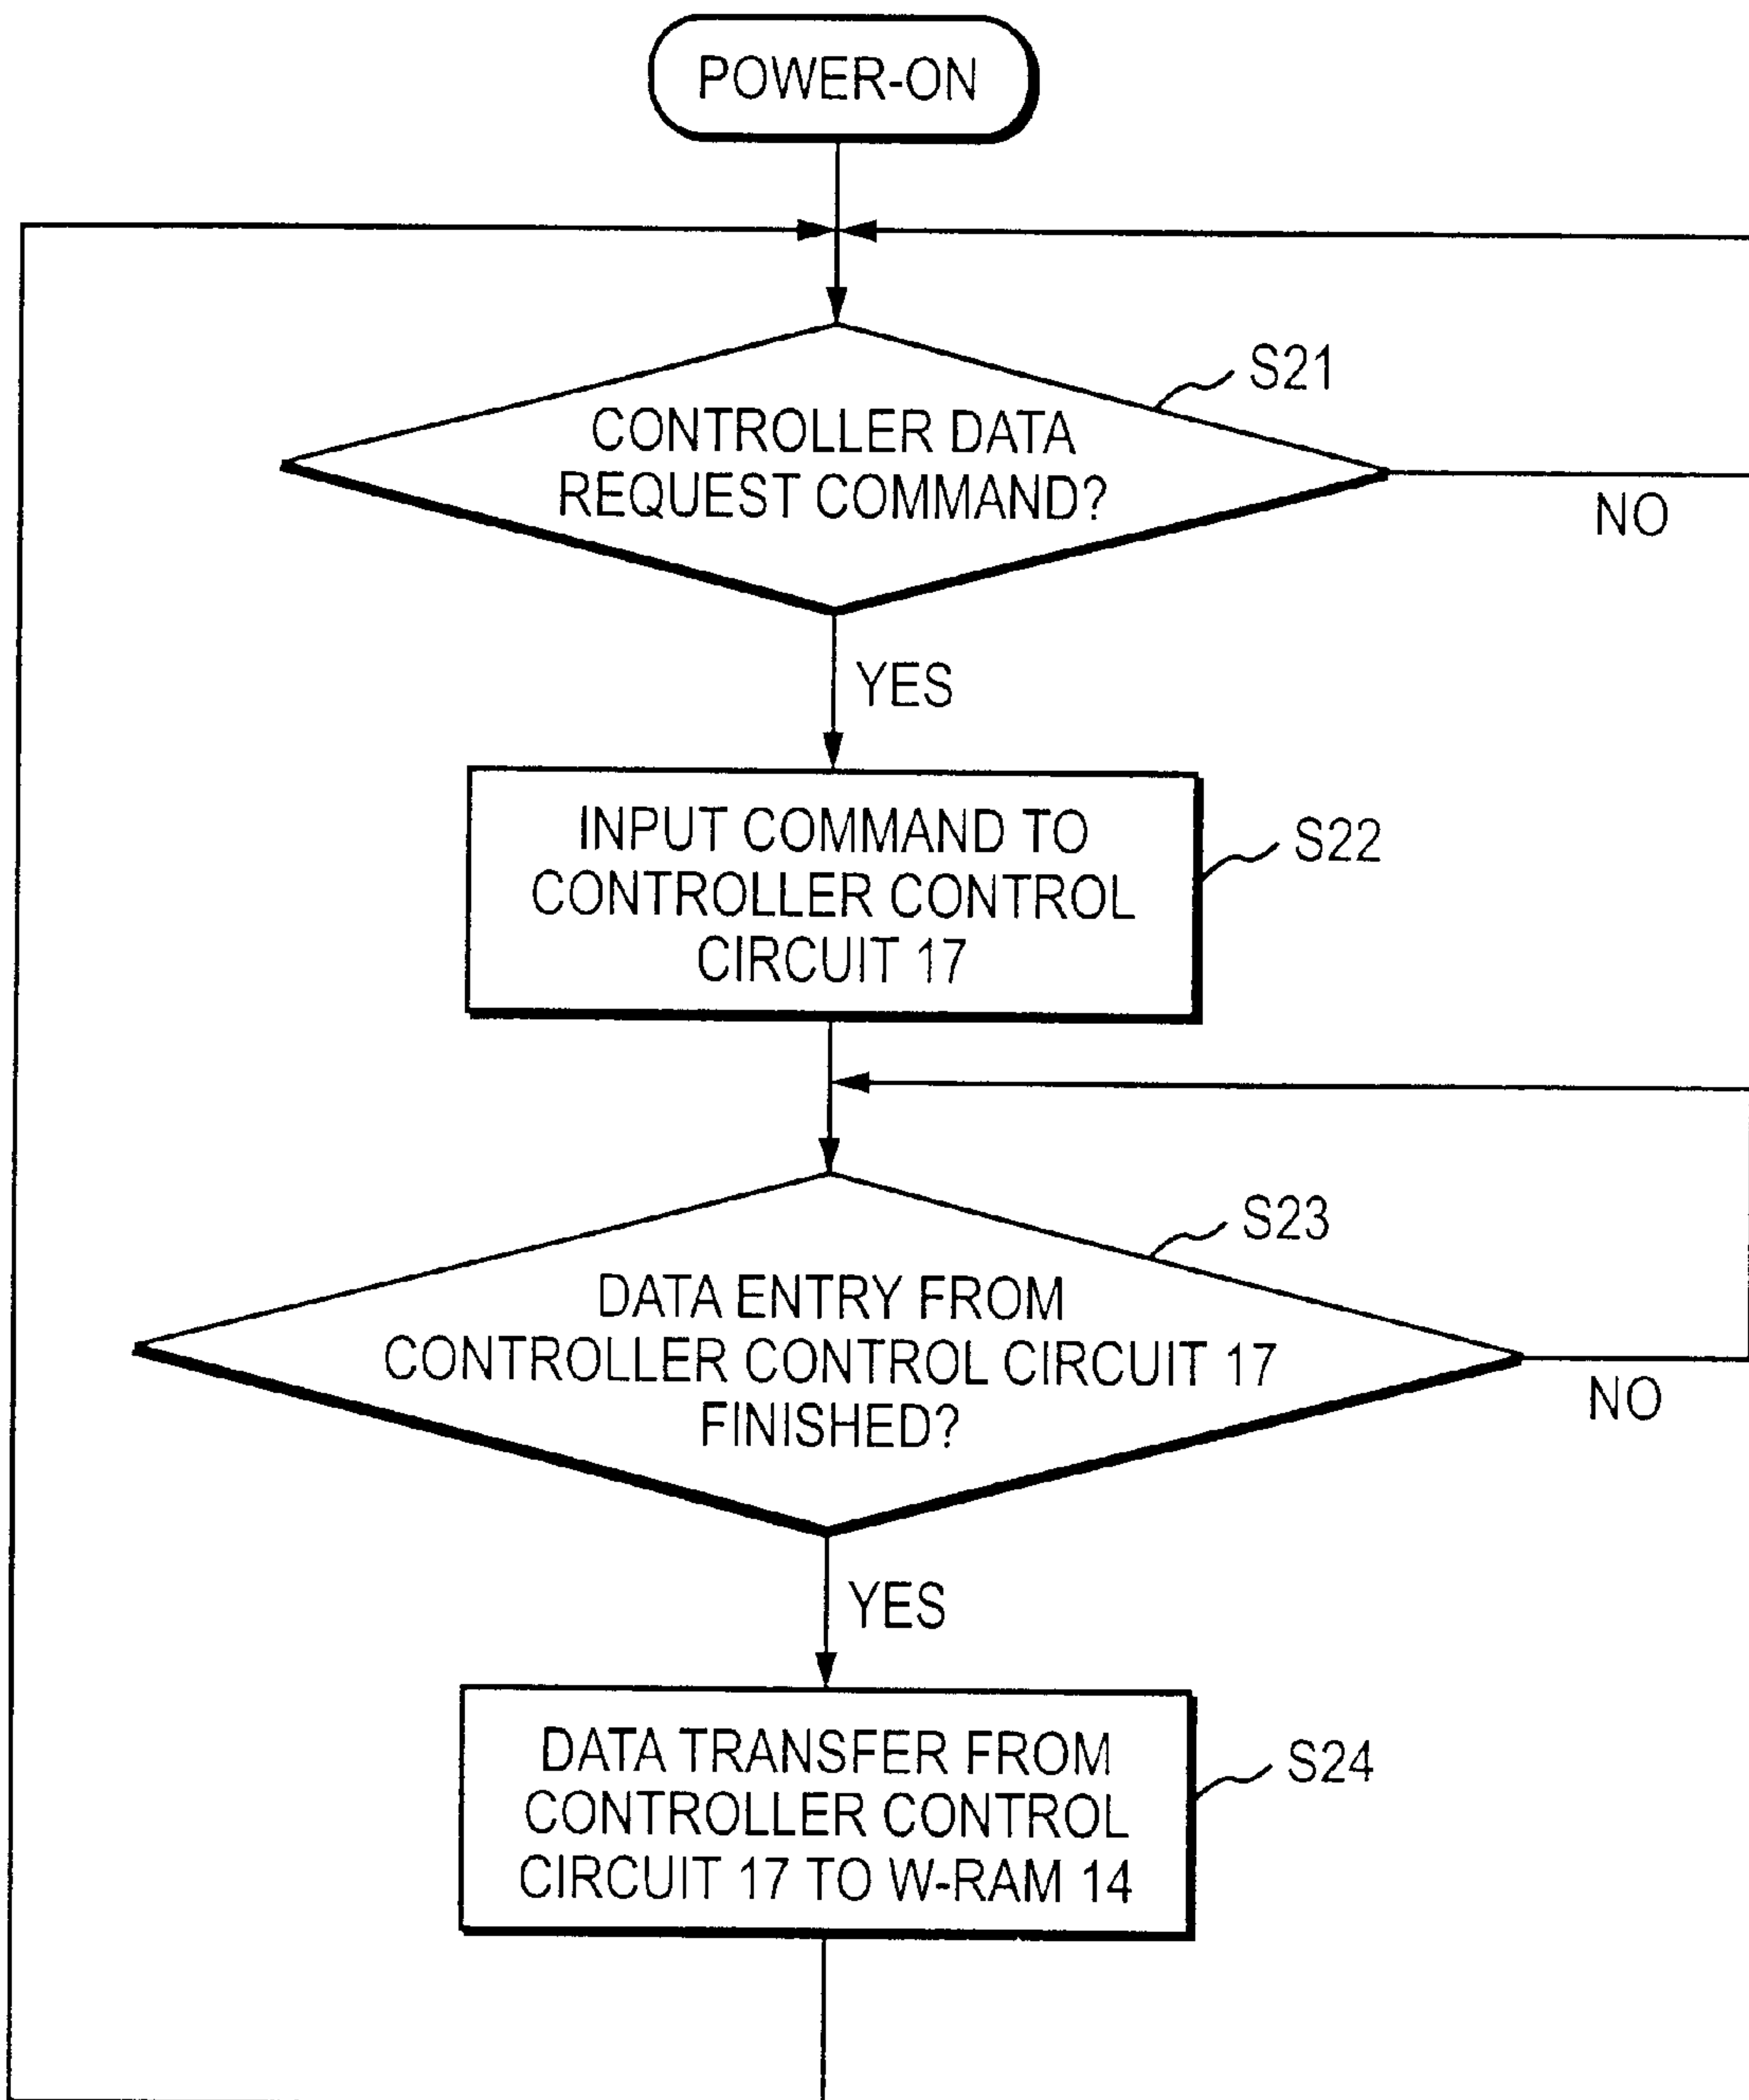 POWER-ON
S21
CONTROLLER DATA
REQUEST COMMAND?
NO
YES
INPUT COMMAND TO
CONTROLLER CONTROL
CIRCUIT 17
S22
S23
DATA ENTRY FROM
CONTROLLER CONTROL CIRCUIT 17
FINISHED?
NO
YES
DATA TRANSFER FROM
CONTROLLER CONTROL
CIRCUIT 17 TO W-RAM 14
S24